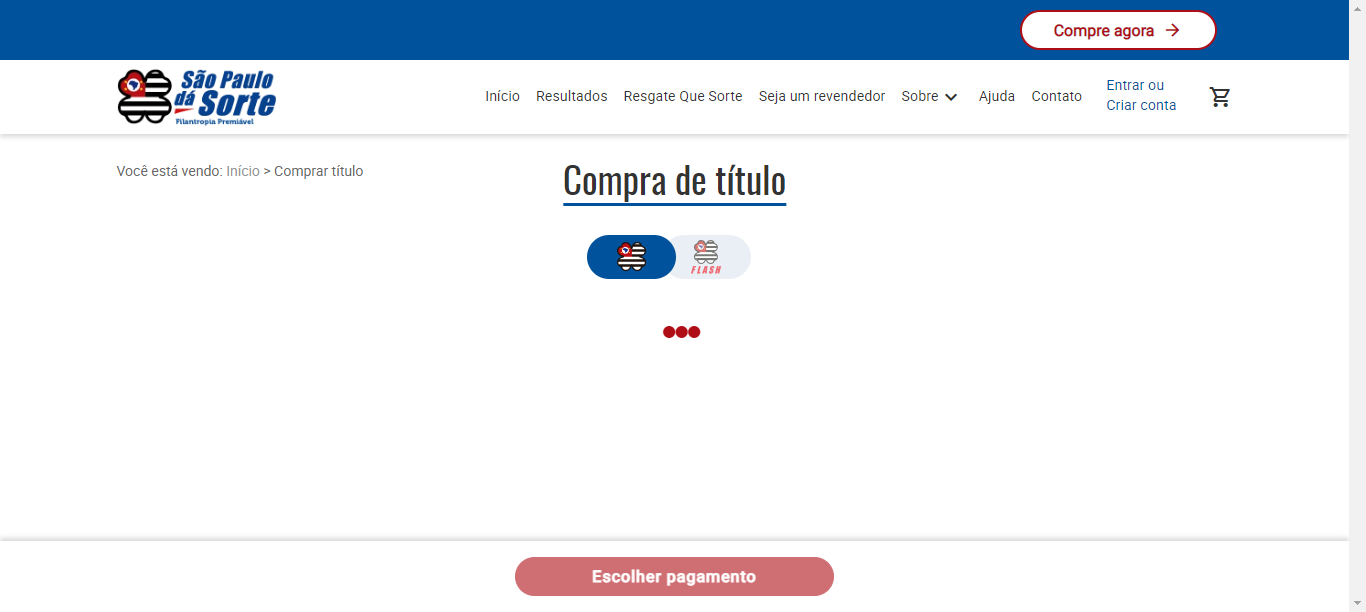 Compre agora
São Paulo
dá Sorte
Filantropia Premiável
Início Resultados Resgate Que Sorte Seja um revendedor Sobre Ajuda Contato
Entrar ou
Criar conta
Você está vendo: Início > Comprar título
Compra de título
FLASH
Escolher pagamento